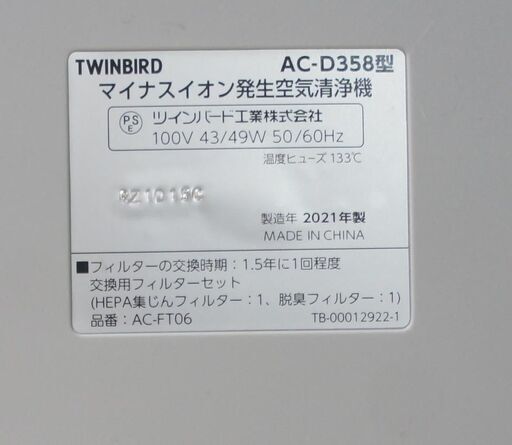 TWINBIRD AC-D358型
マイナスイオン発生空気清浄機
PSE ツインバード工業株式会社
100V 43/49W 50/60Hz
温度ヒューズ 133℃
製造年 2021年製
MADE IN CHINA
■フィルターの交換時期:1.5年に1回程度
交換用フィルターセット
(HEPA集じんフィルター:1、脱臭フィルター:1)
品番:AC-FT06 TB-00012922-1